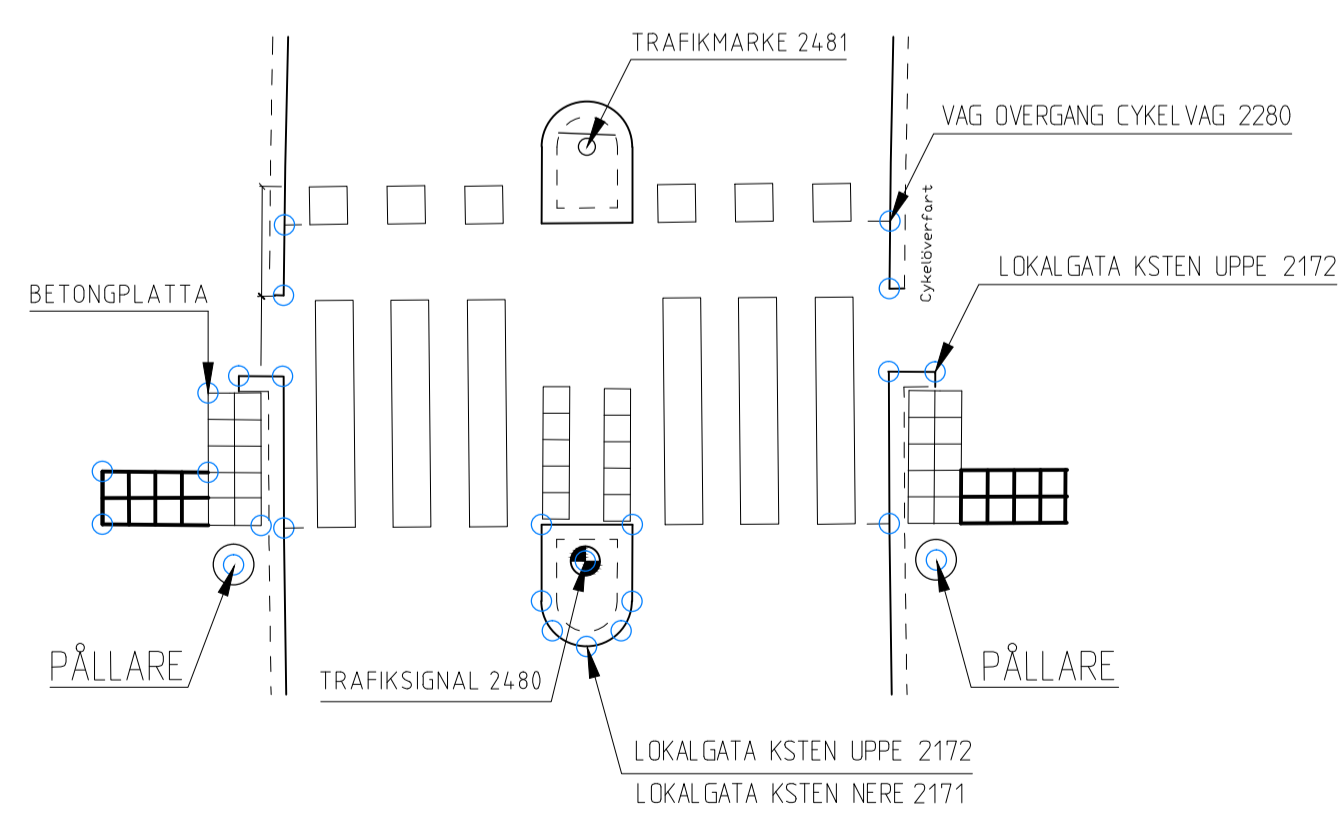 TRAFIKMARKE 2481
VAG OVERGANG CYKELVAG 2280
Cykelöverfart
LOKALGATA KSTEN UPPE 2172
BETONGPLATTA
PÅLLARE
PÅLLARE
TRAFIKSIGNAL 2480
LOKALGATA KSTEN UPPE 2172
LOKALGATA KSTEN NERE 2171